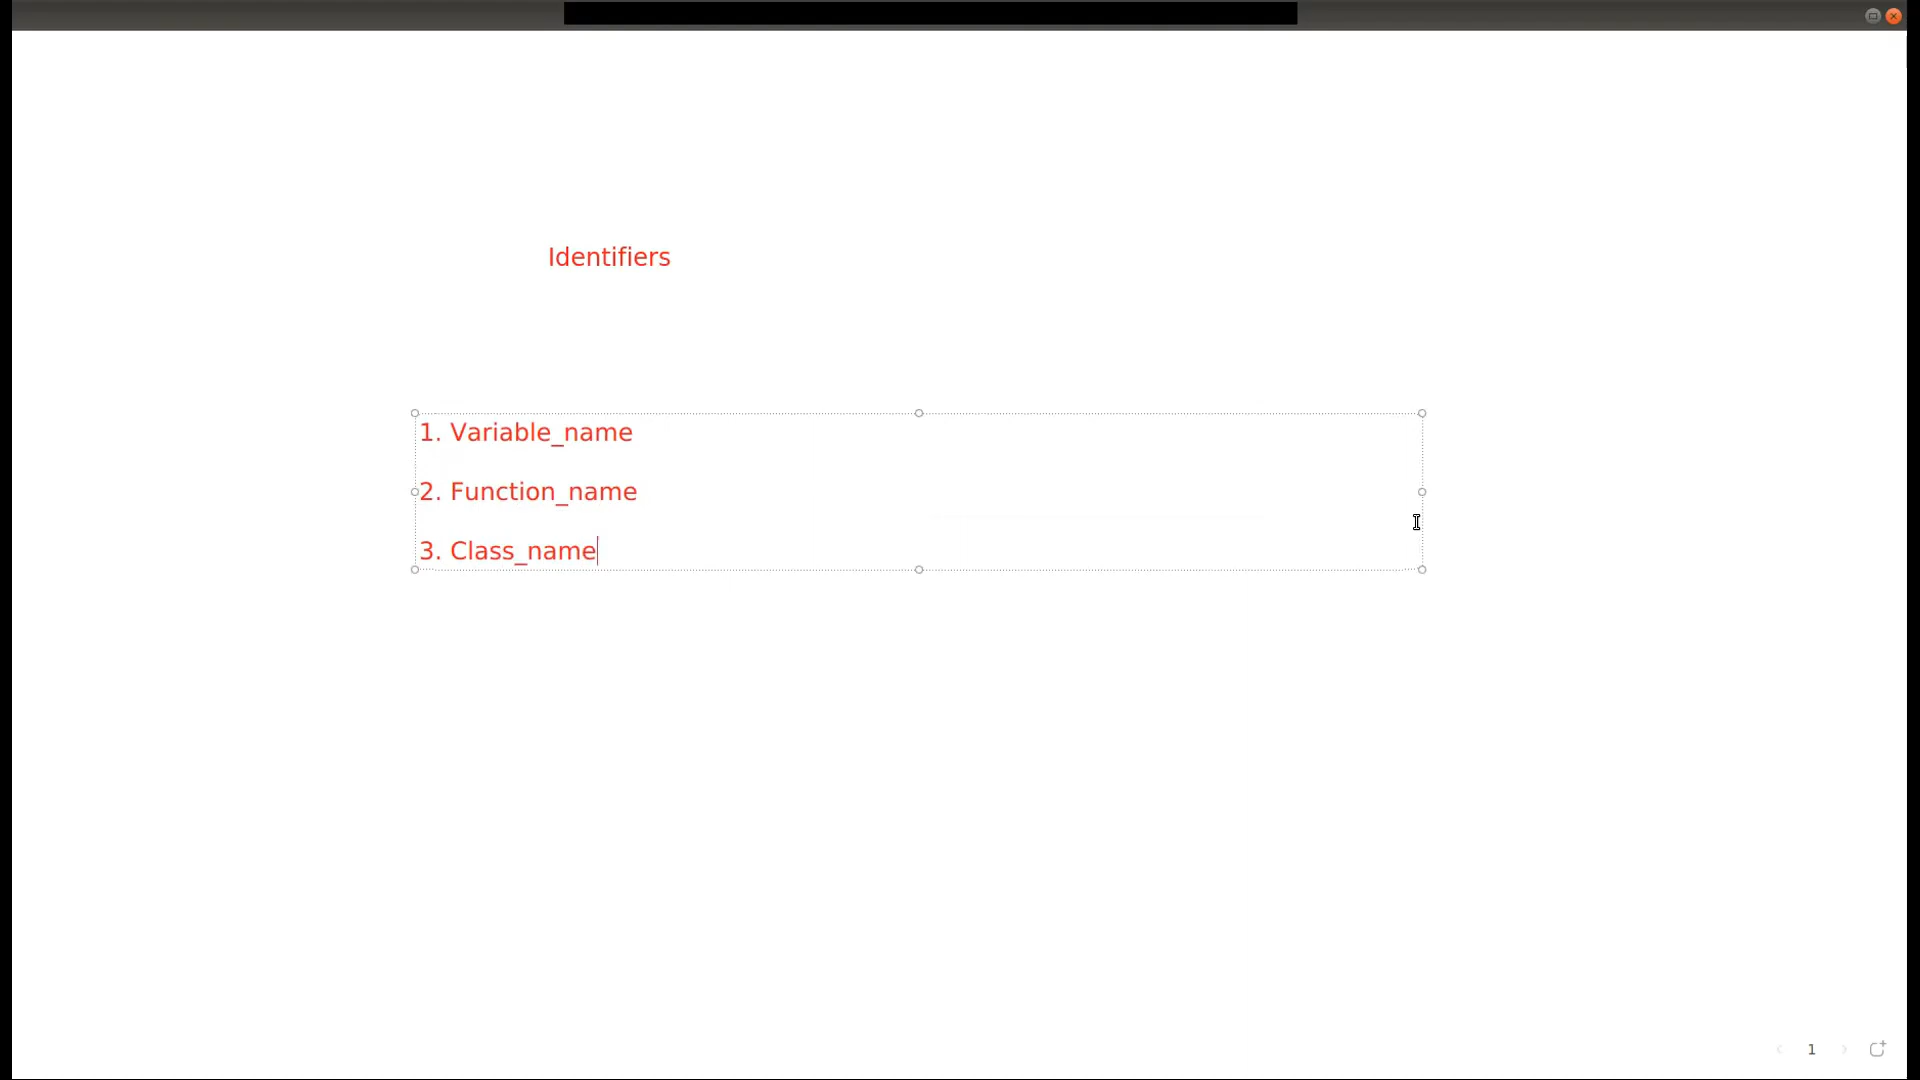 Identifiers
1. Variable_name
2. Function_name
3. Class_name
1